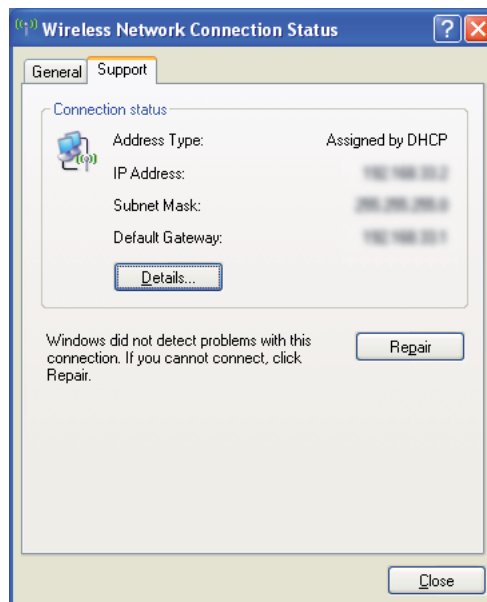 Wireless Network Connection Status
General Support
Connection status
Address Type: Assigned by DHCP
IP Address:
Subnet Mask:
Default Gateway:
Details...
Windows did not detect problems with this
connection. If you cannot connect, click
Repair.
Repair
Close